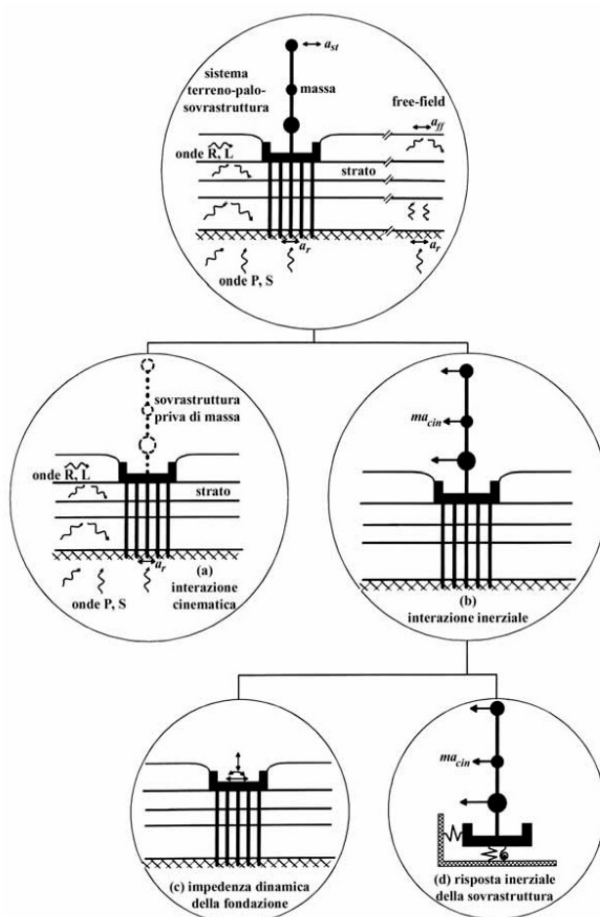 a_st
sistema
terreno-palo-
sovrastruttura
massa
free-field
a_ff
onde R, L
strato
a_r
a_r
onde P, S
sovrastruttura
priva di massa
onde R, L
strato
a_r
(a)
interazione
cinematica
onde P, S
ma_cin
(b)
interazione inerziale
(c) impedenza dinamica
della fondazione
ma_cin
(d) risposta inerziale
della sovrastruttura